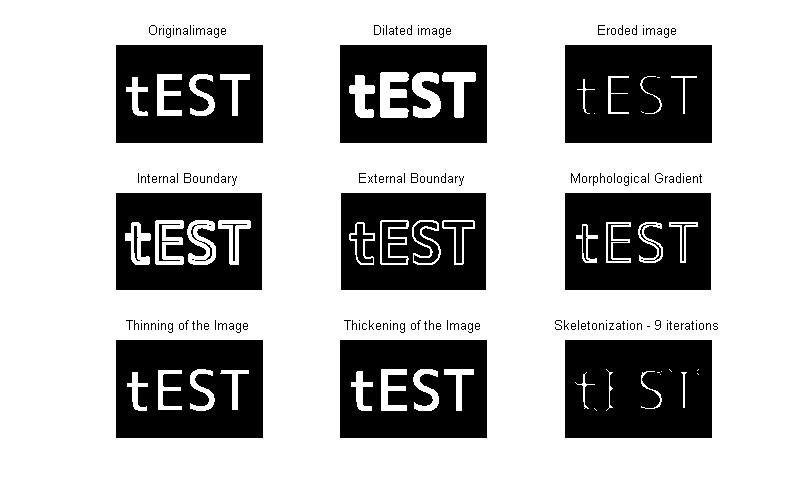 Originalimage
Dilated image
Eroded image
tEST
tEST
tEST
Internal Boundary
External Boundary
Morphological Gradient
tEST
tEST
tEST
Thinning of the Image
Thickening of the Image
Skeletonization - 9 iterations
tEST
tEST
t ST